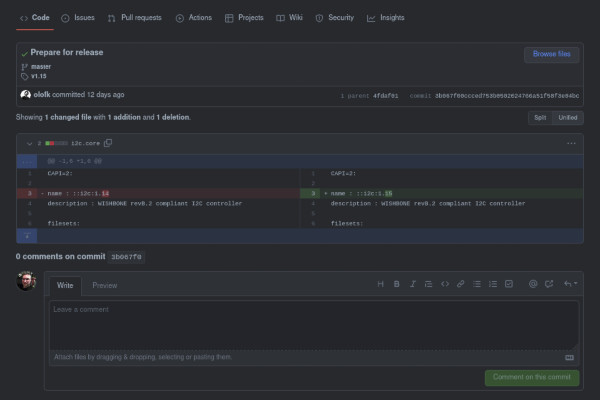 Code Issues Pull requests Actions Projects Wiki Security Insights
Prepare for release
Browse files
master
v1.15
olofk committed 12 days ago
1 parent 4fdaf01 commit
Showing 1 changed file with 1 addition and 1 deletion.
Split Unified
2 i2c.core
@@ -1,6 +1,6 @@
1 CAPI=2: 1 CAPI=2:
2 2
3 - name : ::i2c:1.14 3 + name : ::i2c:1.15
4 description : WISHBONE revB.2 compliant I2C controller 4 description : WISHBONE revB.2 compliant I2C controller
5 5
6 filesets: 6 filesets:
0 comments on commit 3b067f0
Write Preview
Leave a comment
Attach files by dragging & dropping, selecting or pasting them.
Comment on this commit